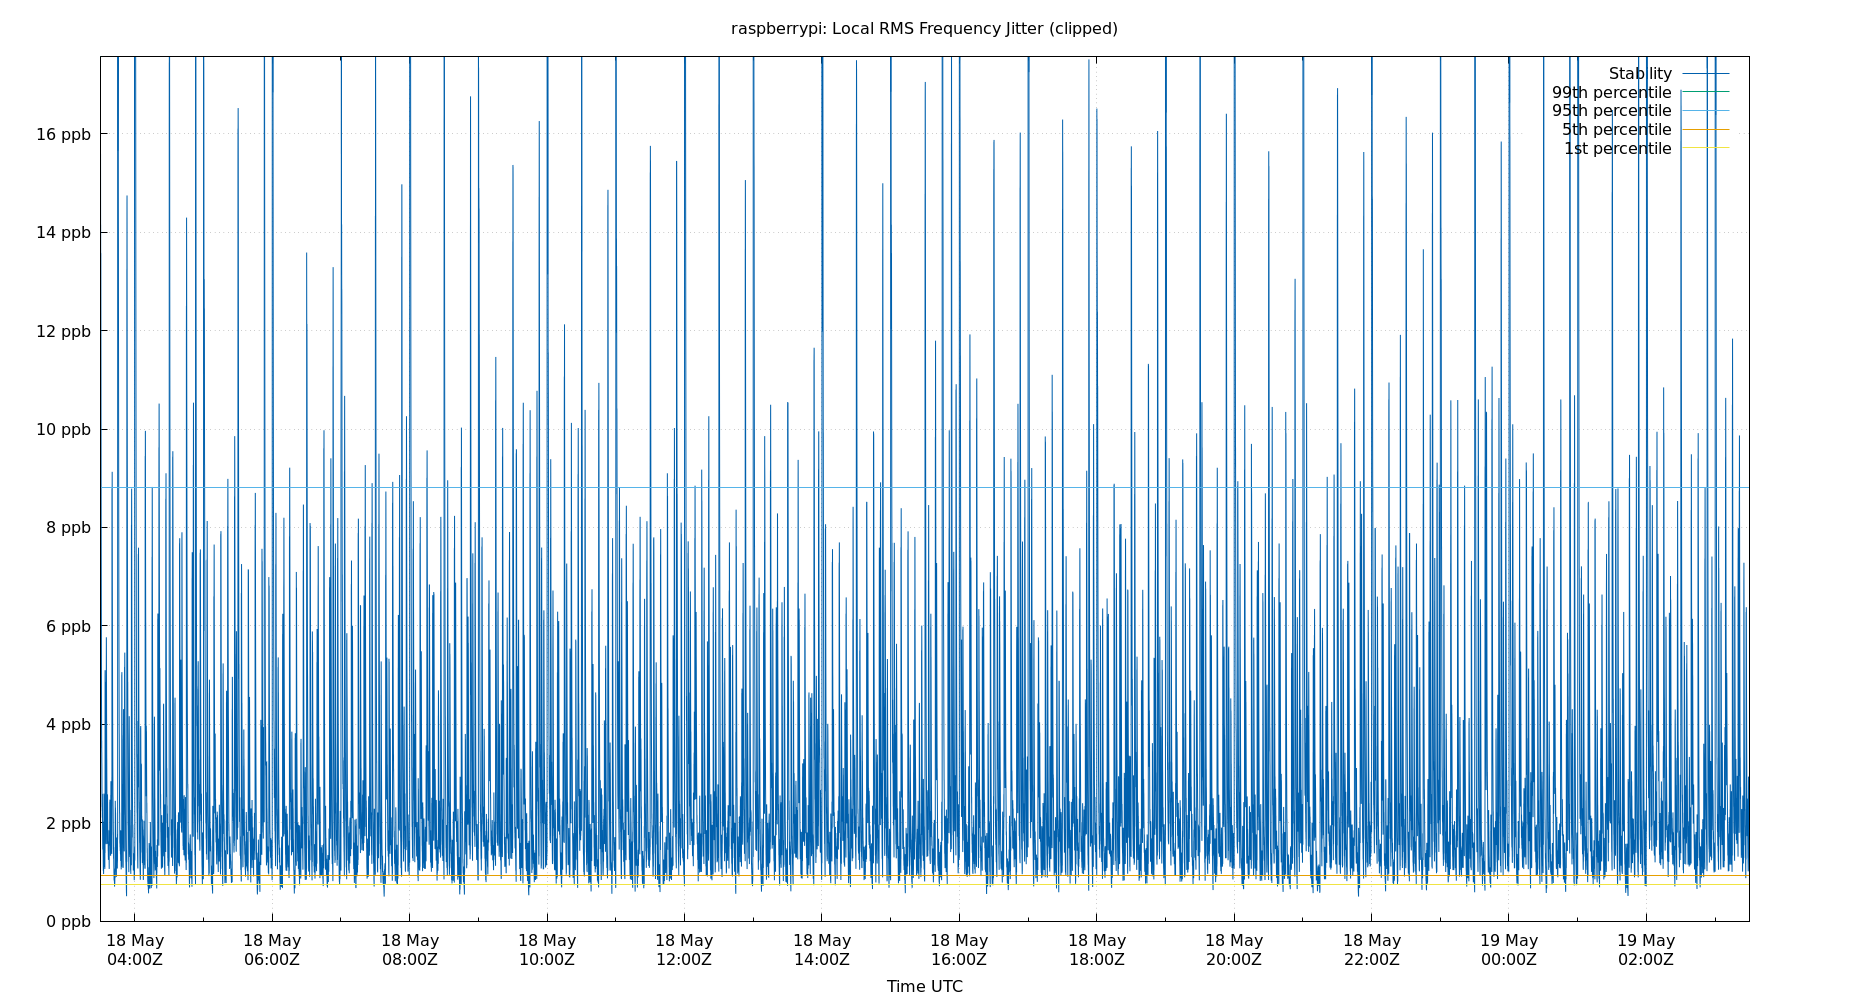 raspberrypi: Local RMS Frequency Jitter (clipped)
Stability
99th percentile
95th percentile
5th percentile
1st percentile
16 ppb
14 ppb
12 ppb
10 ppb
8 ppb
6 ppb
4 ppb
2 ppb
0 ppb
18 May 18 May 18 May 18 May 18 May 18 May 18 May 18 May 18 May 18 May 19 May 19 May
04:00Z 06:00Z 08:00Z 10:00Z 12:00Z 14:00Z 16:00Z 18:00Z 20:00Z 22:00Z 00:00Z 02:00Z
Time UTC